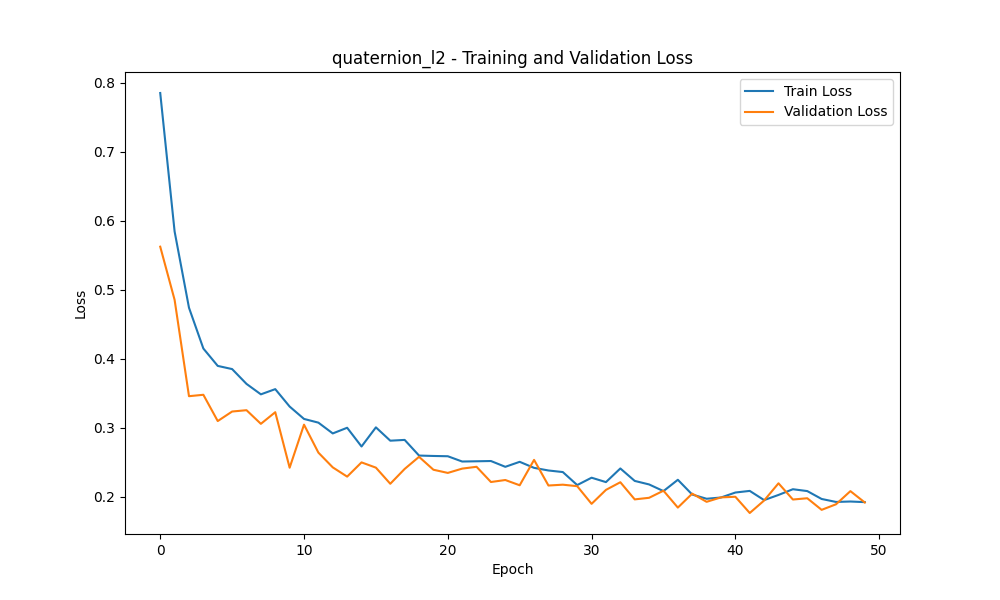 quaternion_l2 - Training and Validation Loss
Train Loss
Validation Loss
Loss
0.8
0.7
0.6
0.5
0.4
0.3
0.2
0 10 20 30 40 50
Epoch